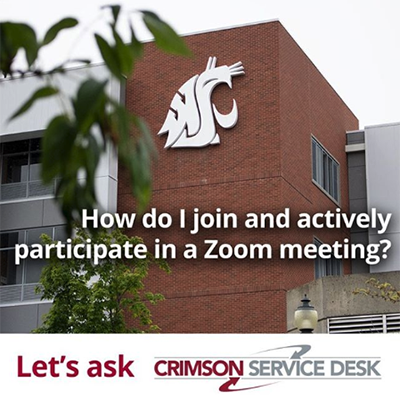 How do I join and actively
participate in a Zoom meeting?
Let's ask CRIMSON SERVICE DESK